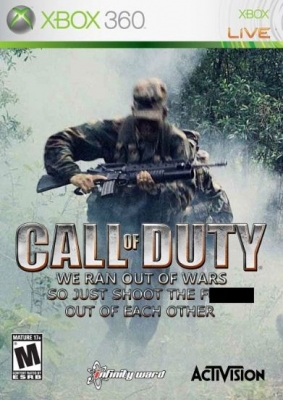 XBOX 360
XBOX
LIVE
CALL OF DUTY
WE RAN OUT OF WARS
SO JUST SHOOT THE F
OUT OF EACH OTHER
MATURE 17+
M
ESRB
infinity ward
ACTIVISION